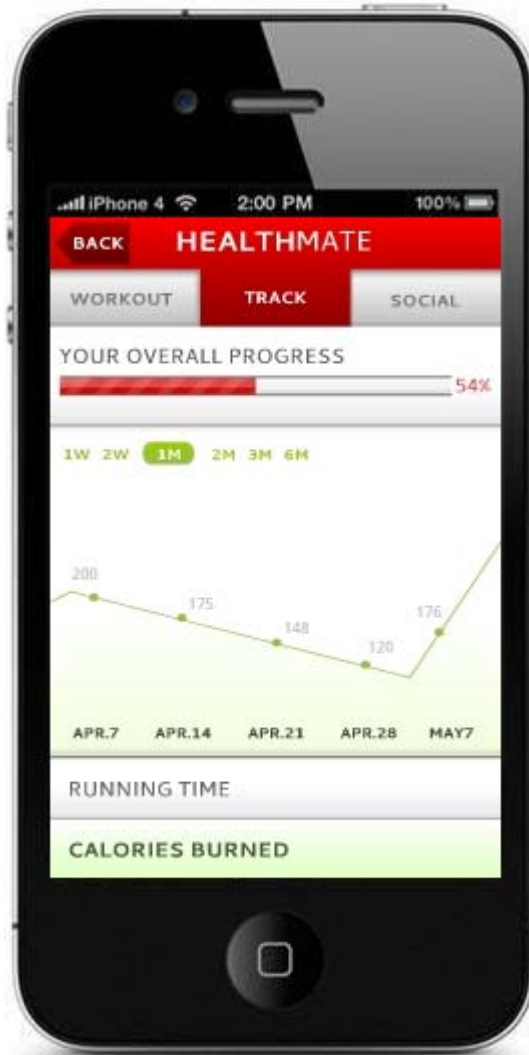 iPhone 4 2:00 PM 100%
BACK HEALTHMATE
WORKOUT TRACK SOCIAL
YOUR OVERALL PROGRESS
54%
1W 2W 1M 2M 3M 6M
200
175
148
120
176
APR.7 APR.14 APR.21 APR.28 MAY7
RUNNING TIME
CALORIES BURNED